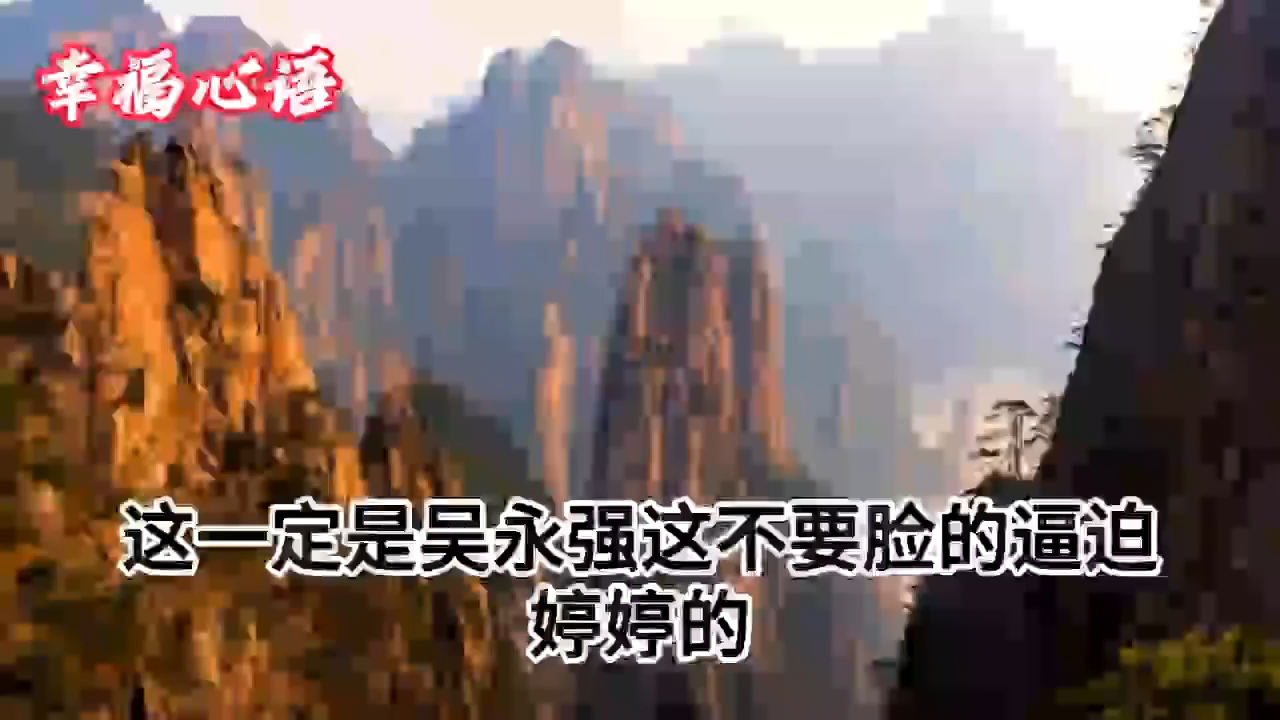 幸福心语
这一定是吴永强这不要脸的逼迫
婷婷的